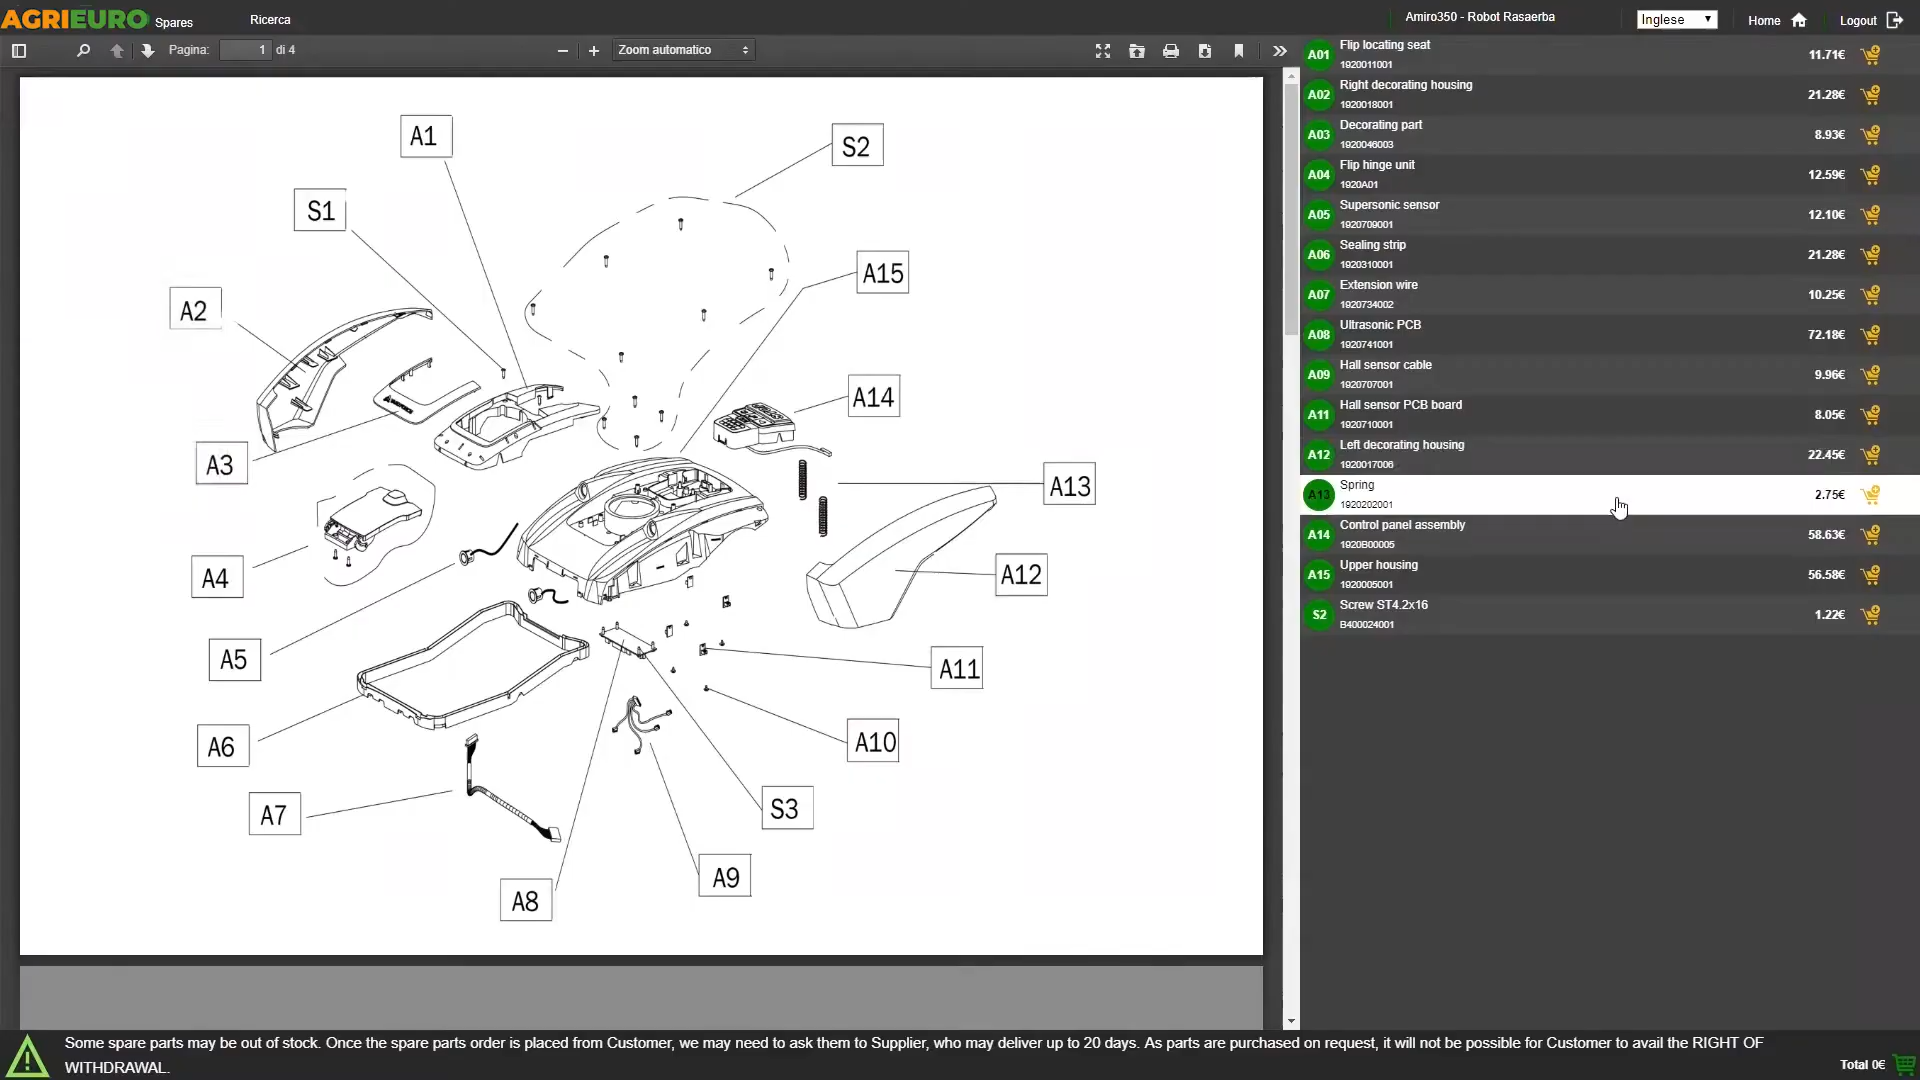 AGRIEURO Spares
Ricerca
Amiro350 - Robot Rasaerba
Inglese
Home
Logout
Pagina:
1
di 4
Zoom automatico
A1
S2
S1
A15
A2
A14
A3
A13
A4
A12
A5
A11
A6
A10
A7
S3
A9
A8
A01
Flip locating seat
1920011001
11.71€
A02
Right decorating housing
1920018001
21.28€
A03
Decorating part
1920046003
8.93€
A04
Flip hinge unit
1920A01
12.59€
A05
Supersonic sensor
1920709001
12.10€
A06
Sealing strip
1920310001
21.28€
A07
Extension wire
1920734002
10.25€
A08
Ultrasonic PCB
1920741001
72.18€
A09
Hall sensor cable
1920707001
9.96€
A11
Hall sensor PCB board
1920710001
8.05€
A12
Left decorating housing
1920017006
22.45€
A13
Spring
1920202001
2.75€
A14
Control panel assembly
1920B00005
58.63€
A15
Upper housing
1920005001
56.58€
S2
Screw ST4.2x16
B400024001
1.22€
Some spare parts may be out of stock. Once the spare parts order is placed from Customer, we may need to ask them to Supplier, who may deliver up to 20 days. As parts are purchased on request, it will not be possible for Customer to avail the RIGHT OF
WITHDRAWAL.
Total 0€